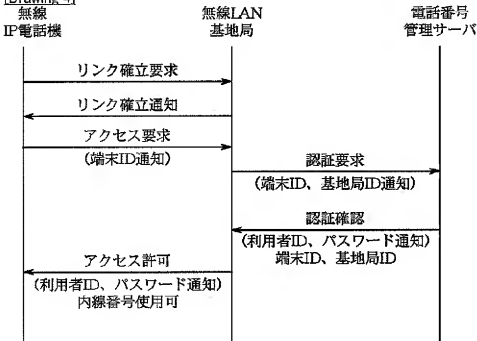 [Drawing 4]
無線 無線LAN 電話番号
IP電話機 基地局 管理サーバ
リンク確立要求
リンク確立通知
アクセス要求
(端末ID通知)
認証要求
(端末ID、基地局ID通知)
認証確認
(利用者ID、パスワード通知)
端末ID、基地局ID
アクセス許可
(利用者ID、パスワード通知)
内線番号使用可